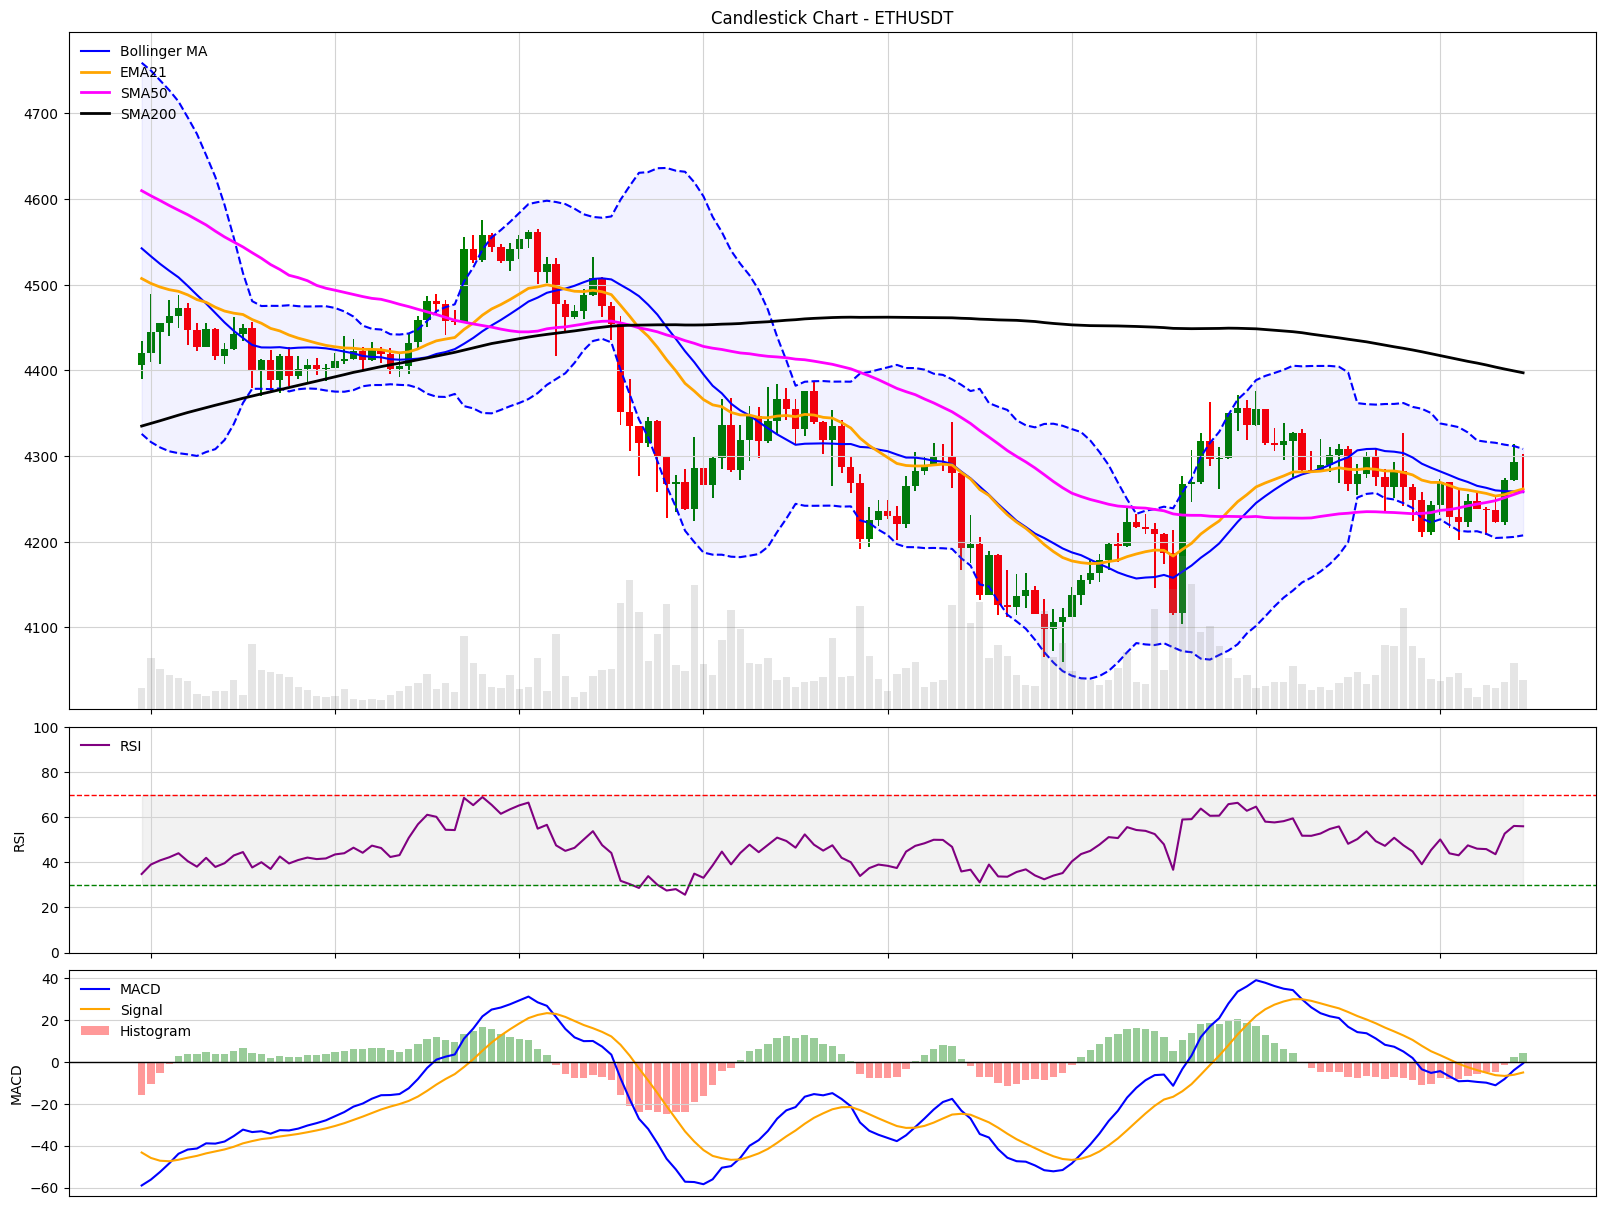 Candlestick Chart - ETHUSDT
Bollinger MA
EMA21
SMA50
SMA200
4700
4600
4500
4400
4300
4200
4100
RSI
100
80
60
40
20
0
RSI
MACD
Signal
Histogram
40
20
0
−20
−40
−60
MACD